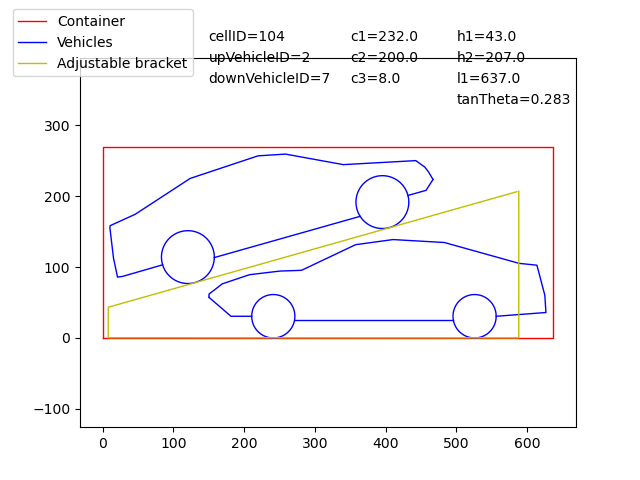 Container
Vehicles
Adjustable bracket
cellID=104 c1=232.0 h1=43.0
upVehicleID=2 c2=200.0 h2=207.0
downVehicleID=7 c3=8.0 l1=637.0
tanTheta=0.283
300
200
100
0
−100
0 100 200 300 400 500 600